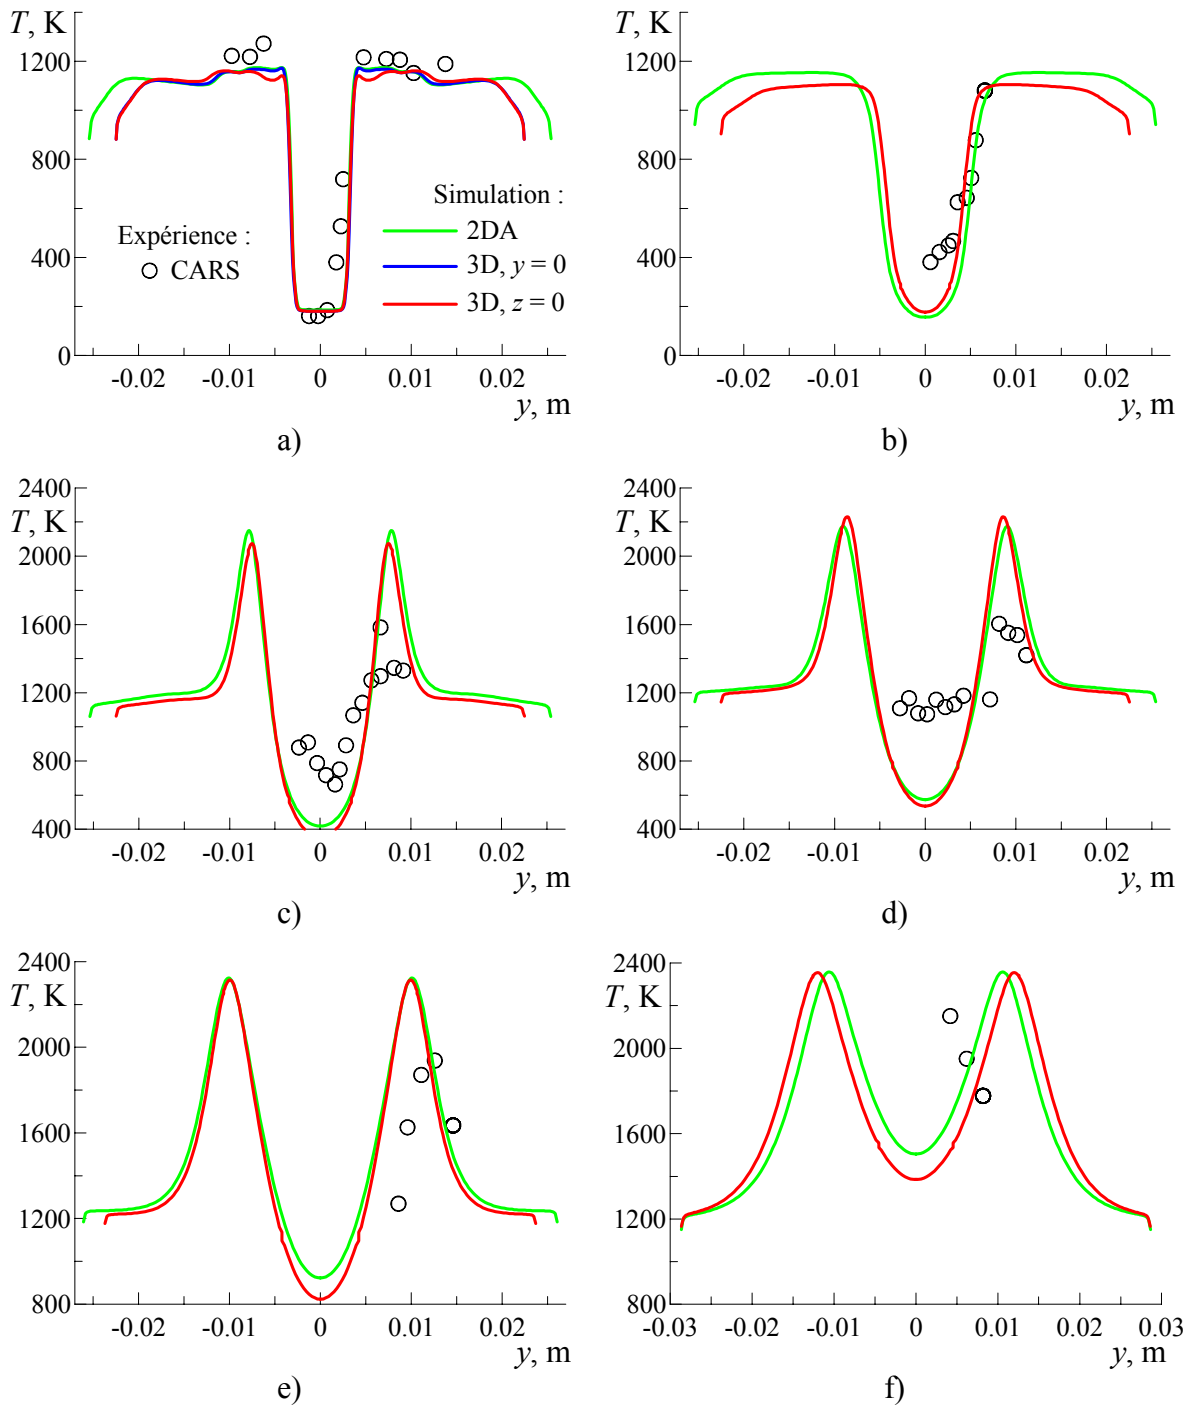 T, K
1200
800
400
0
-0.02 -0.01 0 0.01 0.02
y, m
Expérience :
CARS
Simulation :
2DA
3D, y = 0
3D, z = 0
a)
T, K
1200
800
400
0
-0.02 -0.01 0 0.01 0.02
y, m
b)
2400
T, K
2000
1600
1200
800
400
-0.02 -0.01 0 0.01 0.02
y, m
c)
2400
T, K
2000
1600
1200
800
400
-0.02 -0.01 0 0.01 0.02
y, m
d)
2400
T, K
2000
1600
1200
800
-0.02 -0.01 0 0.01 0.02
y, m
e)
2400
T, K
2000
1600
1200
800
-0.03 -0.02 -0.01 0 0.01 0.02 0.03
y, m
f)